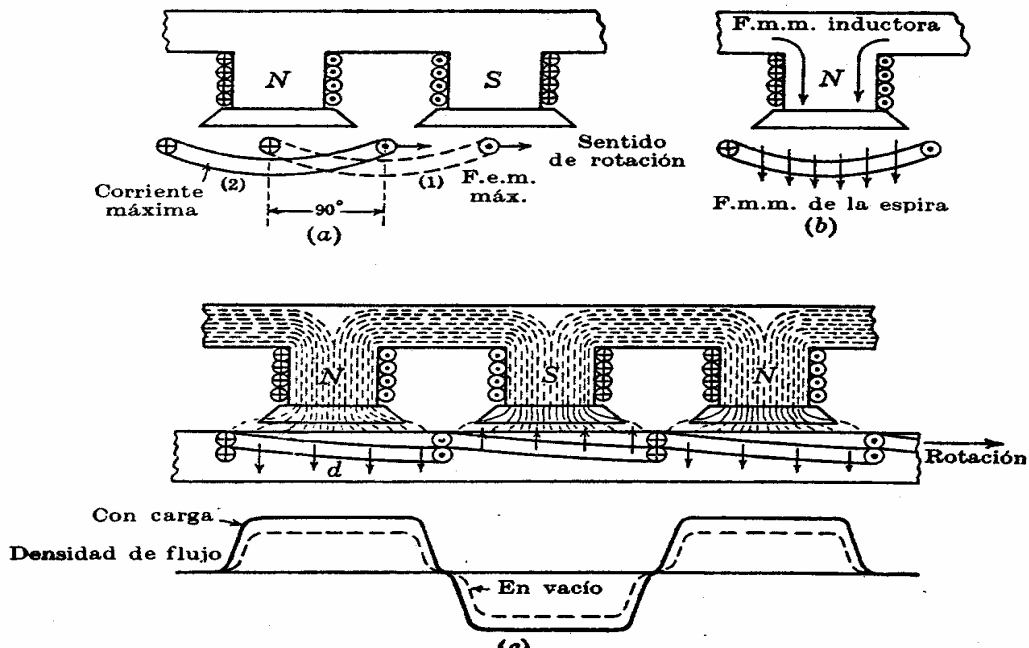 N
S
Sentido
de rotación
(2)
(1)
Corriente
máxima
F.e.m.
máx.
90°
(a)
F.m.m. inductora
N
F.m.m. de la espira
(b)
N
S
N
d
Rotación
Con carga
Densidad de flujo
En vacío
(c)